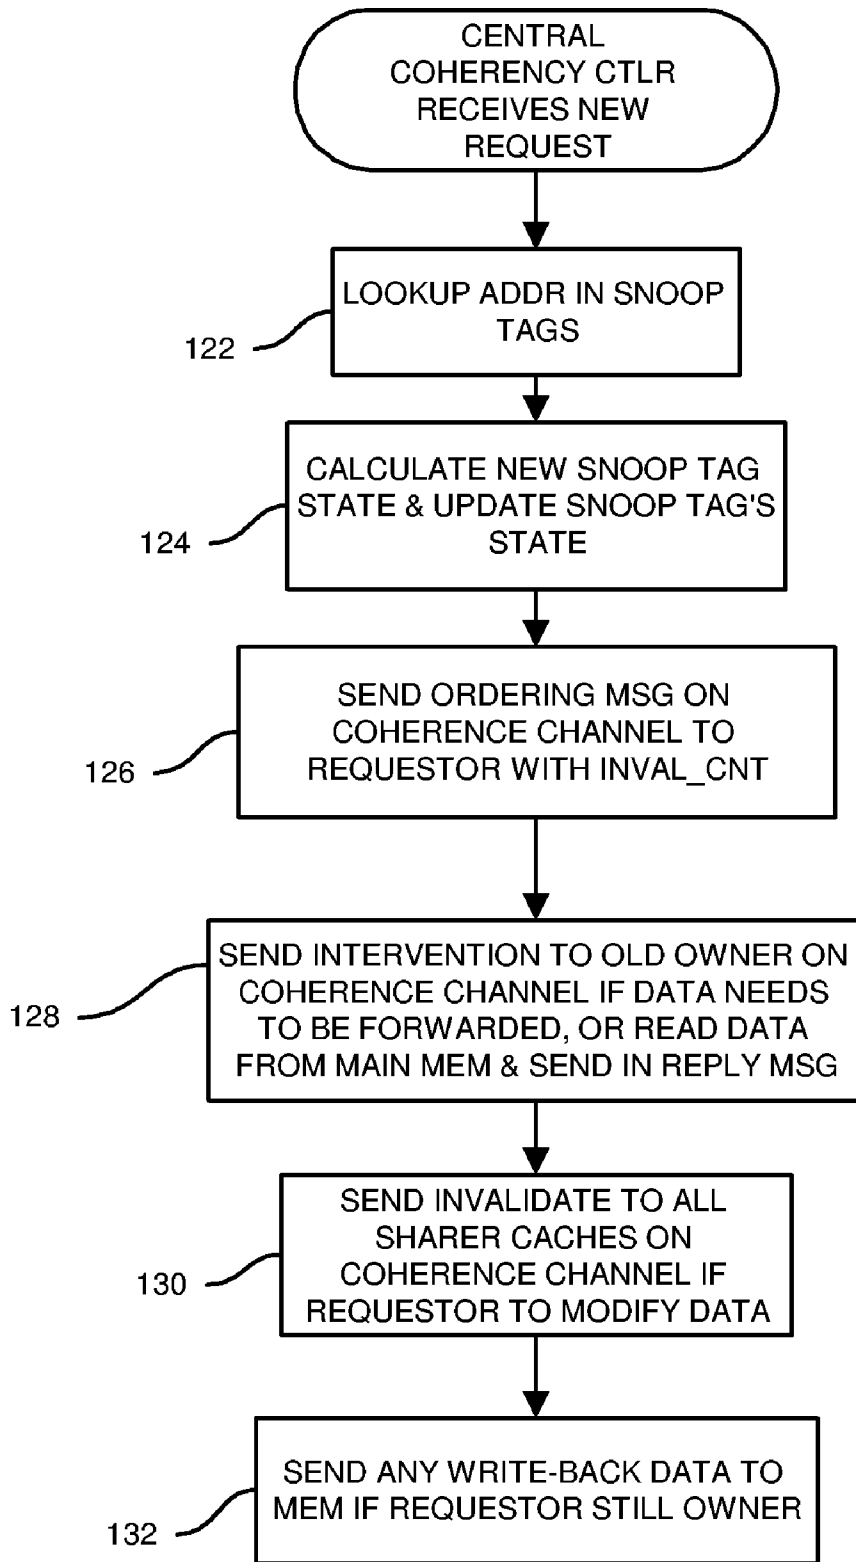 CENTRAL
COHERENCY CTLR
RECEIVES NEW
REQUEST
LOOKUP ADDR IN SNOOP
TAGS
122
CALCULATE NEW SNOOP TAG
STATE & UPDATE SNOOP TAG'S
STATE
124
SEND ORDERING MSG ON
COHERENCE CHANNEL TO
REQUESTOR WITH INVAL_CNT
126
SEND INTERVENTION TO OLD OWNER ON
COHERENCE CHANNEL IF DATA NEEDS
TO BE FORWARDED, OR READ DATA
FROM MAIN MEM & SEND IN REPLY MSG
128
SEND INVALIDATE TO ALL
SHARER CACHES ON
COHERENCE CHANNEL IF
REQUESTOR TO MODIFY DATA
130
SEND ANY WRITE-BACK DATA TO
MEM IF REQUESTOR STILL OWNER
132